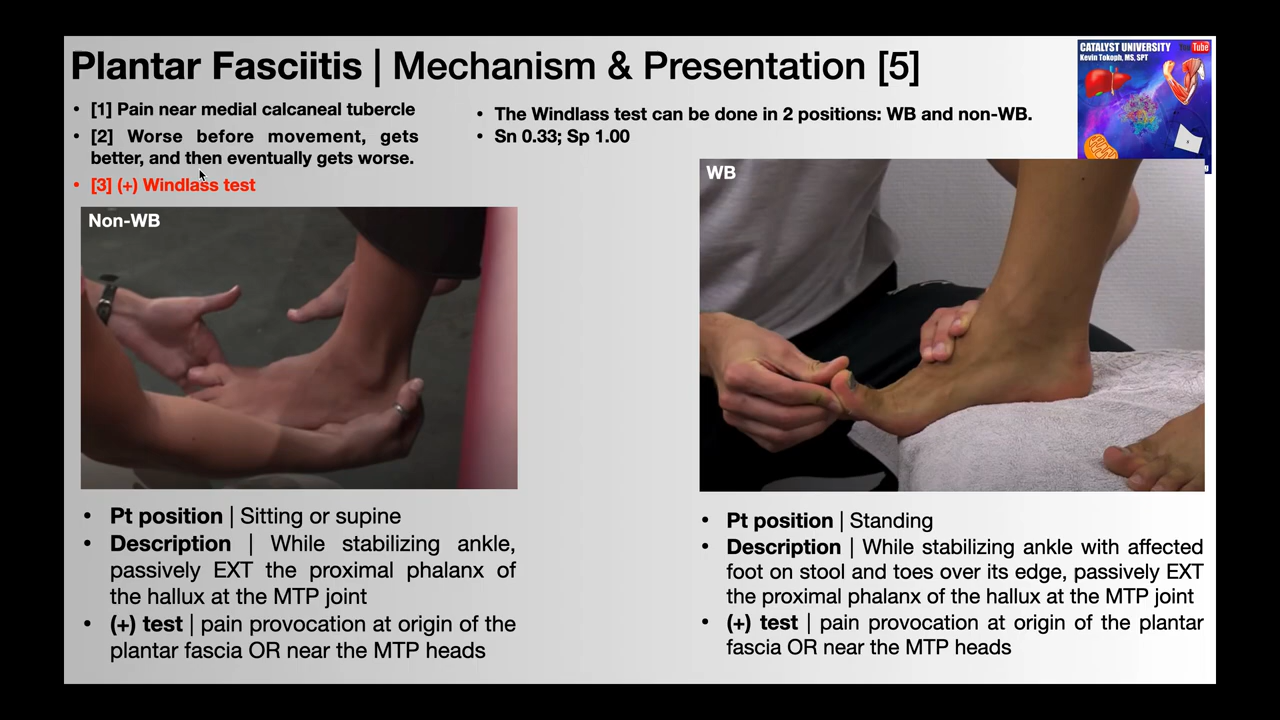 Plantar Fasciitis | Mechanism & Presentation [5]
CATALYST UNIVERSITY
You Tube
Kevin Tokoph, MS, SPT
• [1] Pain near medial calcaneal tubercle
• [2] Worse before movement, gets
better, and then eventually gets worse.
• [3] (+) Windlass test
• The Windlass test can be done in 2 positions: WB and non-WB.
• Sn 0.33; Sp 1.00
Non-WB
WB
• Pt position | Sitting or supine
• Description | While stabilizing ankle,
passively EXT the proximal phalanx of
the hallux at the MTP joint
• (+) test | pain provocation at origin of the
plantar fascia OR near the MTP heads
• Pt position | Standing
• Description | While stabilizing ankle with affected
foot on stool and toes over its edge, passively EXT
the proximal phalanx of the hallux at the MTP joint
• (+) test | pain provocation at origin of the plantar
fascia OR near the MTP heads